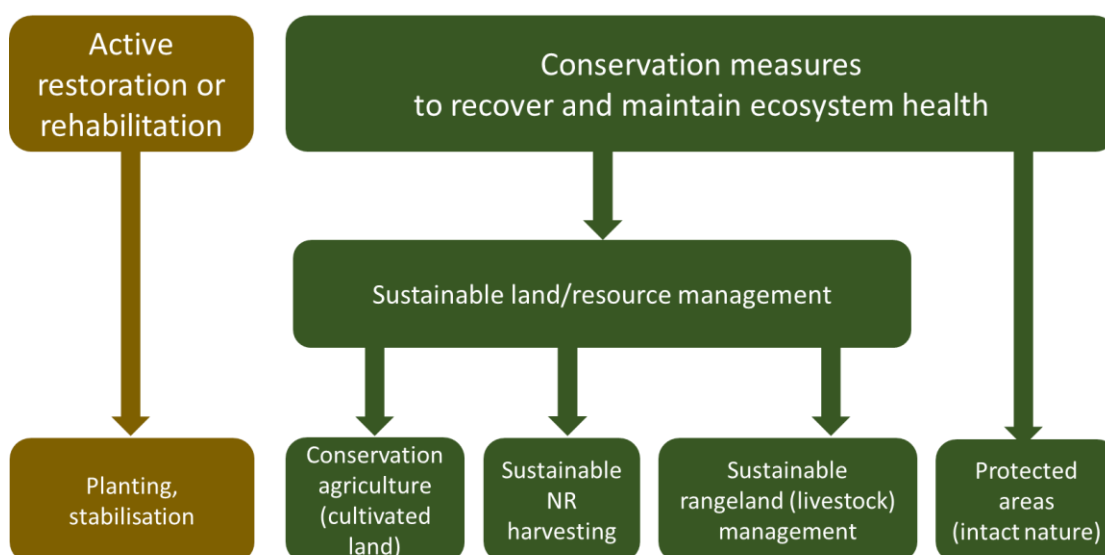 Active
restoration or
rehabilitation
Conservation measures
to recover and maintain ecosystem health
Sustainable land/resource management
Planting,
stabilisation
Conservation
agriculture
(cultivated
land)
Sustainable
NR
harvesting
Sustainable
rangeland (livestock)
management
Protected
areas
(intact nature)